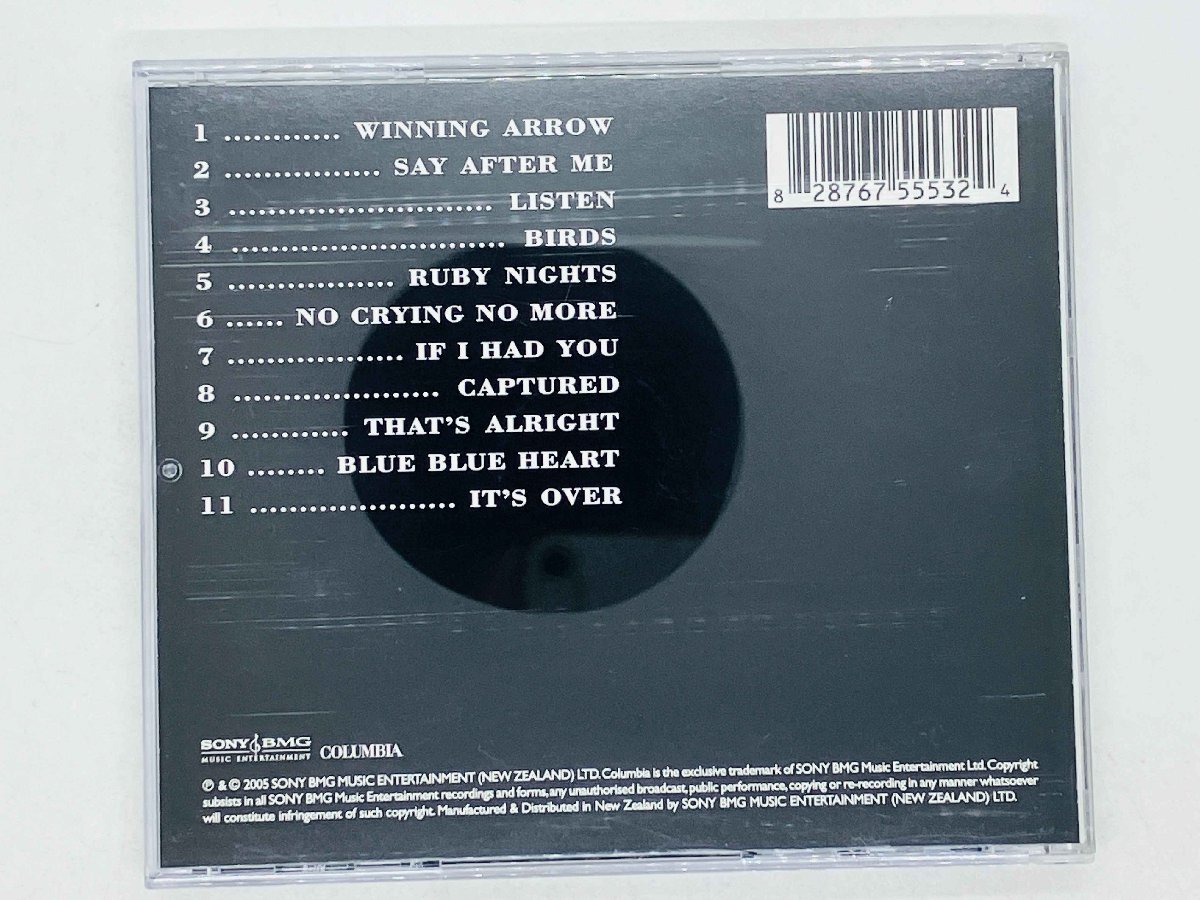 1 ............ WINNING ARROW
2 ................ SAY AFTER ME
3 ........................... LISTEN
4 ............................ BIRDS
5 ................. RUBY NIGHTS
6 ...... NO CRYING NO MORE
7 .................. IF I HAD YOU
8 ..................... CAPTURED
9 ............ THAT'S ALRIGHT
10 ........ BLUE BLUE HEART
11 ..................... IT'S OVER
8 28767 55532 4
SONY BMG
MUSIC ENTERTAINMENT
COLUMBIA
℗ & © 2005 SONY BMG MUSIC ENTERTAINMENT (NEW ZEALAND) LTD. Columbia is the exclusive trademark of SONY BMG Music Entertainment Ltd. Copyright
subsists in all SONY BMG Music Entertainment recordings and forms, any unauthorised broadcast, public performance, copying or re-recording in any manner whatsoever
will constitute infringement of such copyright. Manufactured & Distributed in New Zealand by SONY BMG MUSIC ENTERTAINMENT (NEW ZEALAND) LTD.